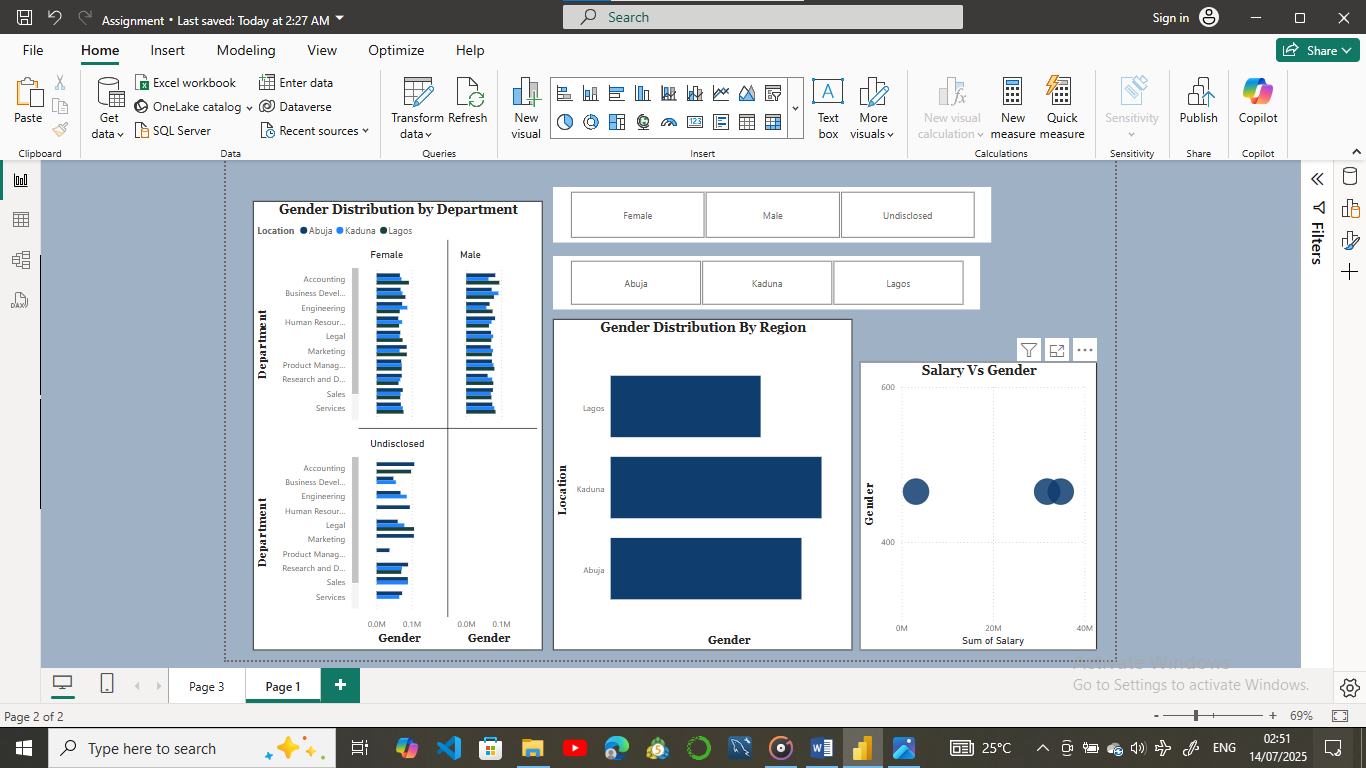 Assignment • Last saved: Today at 2:27 AM
Search
Sign in
File Home Insert Modeling View Optimize Help
Share
Paste
Get data
Excel workbook
OneLake catalog
SQL Server
Enter data
Dataverse
Recent sources
Transform data
Refresh
New visual
Text box
More visuals
New visual calculation
New measure
Quick measure
Sensitivity
Publish
Copilot
Clipboard Data Queries Insert Calculations Sensitivity Share Copilot
Gender Distribution by Department
Location Abuja Kaduna Lagos
Female Male
Department
Accounting
Business Devel...
Engineering
Human Resour...
Legal
Marketing
Product Manag...
Research and D...
Sales
Services
Undisclosed
Department
Accounting
Business Devel...
Engineering
Human Resour...
Legal
Marketing
Product Manag...
Research and D...
Sales
Services
0.0M 0.1M 0.0M 0.1M
Gender Gender
Female Male Undisclosed
Abuja Kaduna Lagos
Gender Distribution By Region
Location
Lagos
Kaduna
Abuja
Gender
Salary Vs Gender
Gender
600
400
0M 20M 40M
Sum of Salary
Filters
DAX
Activate Windows
Go to Settings to activate Windows.
Page 3 Page 1 +
Page 2 of 2
- + 69%
Type here to search
25°C
ENG
02:51
14/07/2025